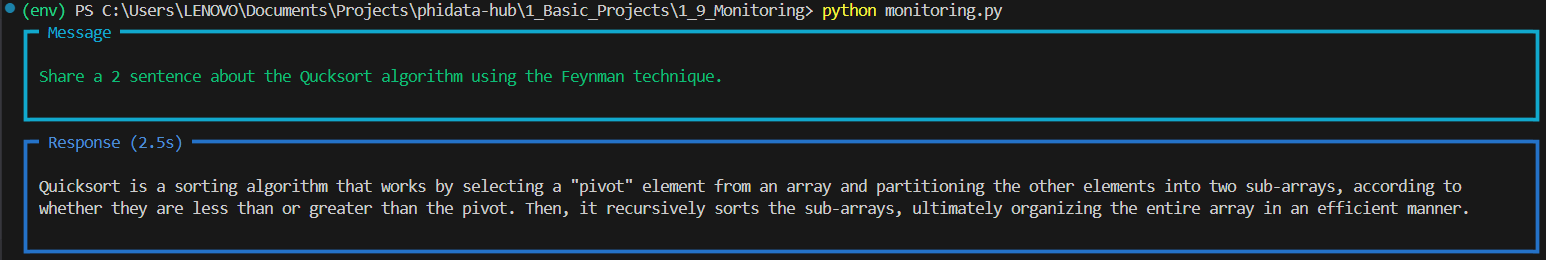 (env) PS C:\Users\LENOVO\Documents\Projects\phidata-hub\1_Basic_Projects\1_9_Monitoring> python monitoring.py
Message
Share a 2 sentence about the Qucksort algorithm using the Feynman technique.
Response (2.5s)
Quicksort is a sorting algorithm that works by selecting a "pivot" element from an array and partitioning the other elements into two sub-arrays, according to
whether they are less than or greater than the pivot. Then, it recursively sorts the sub-arrays, ultimately organizing the entire array in an efficient manner.